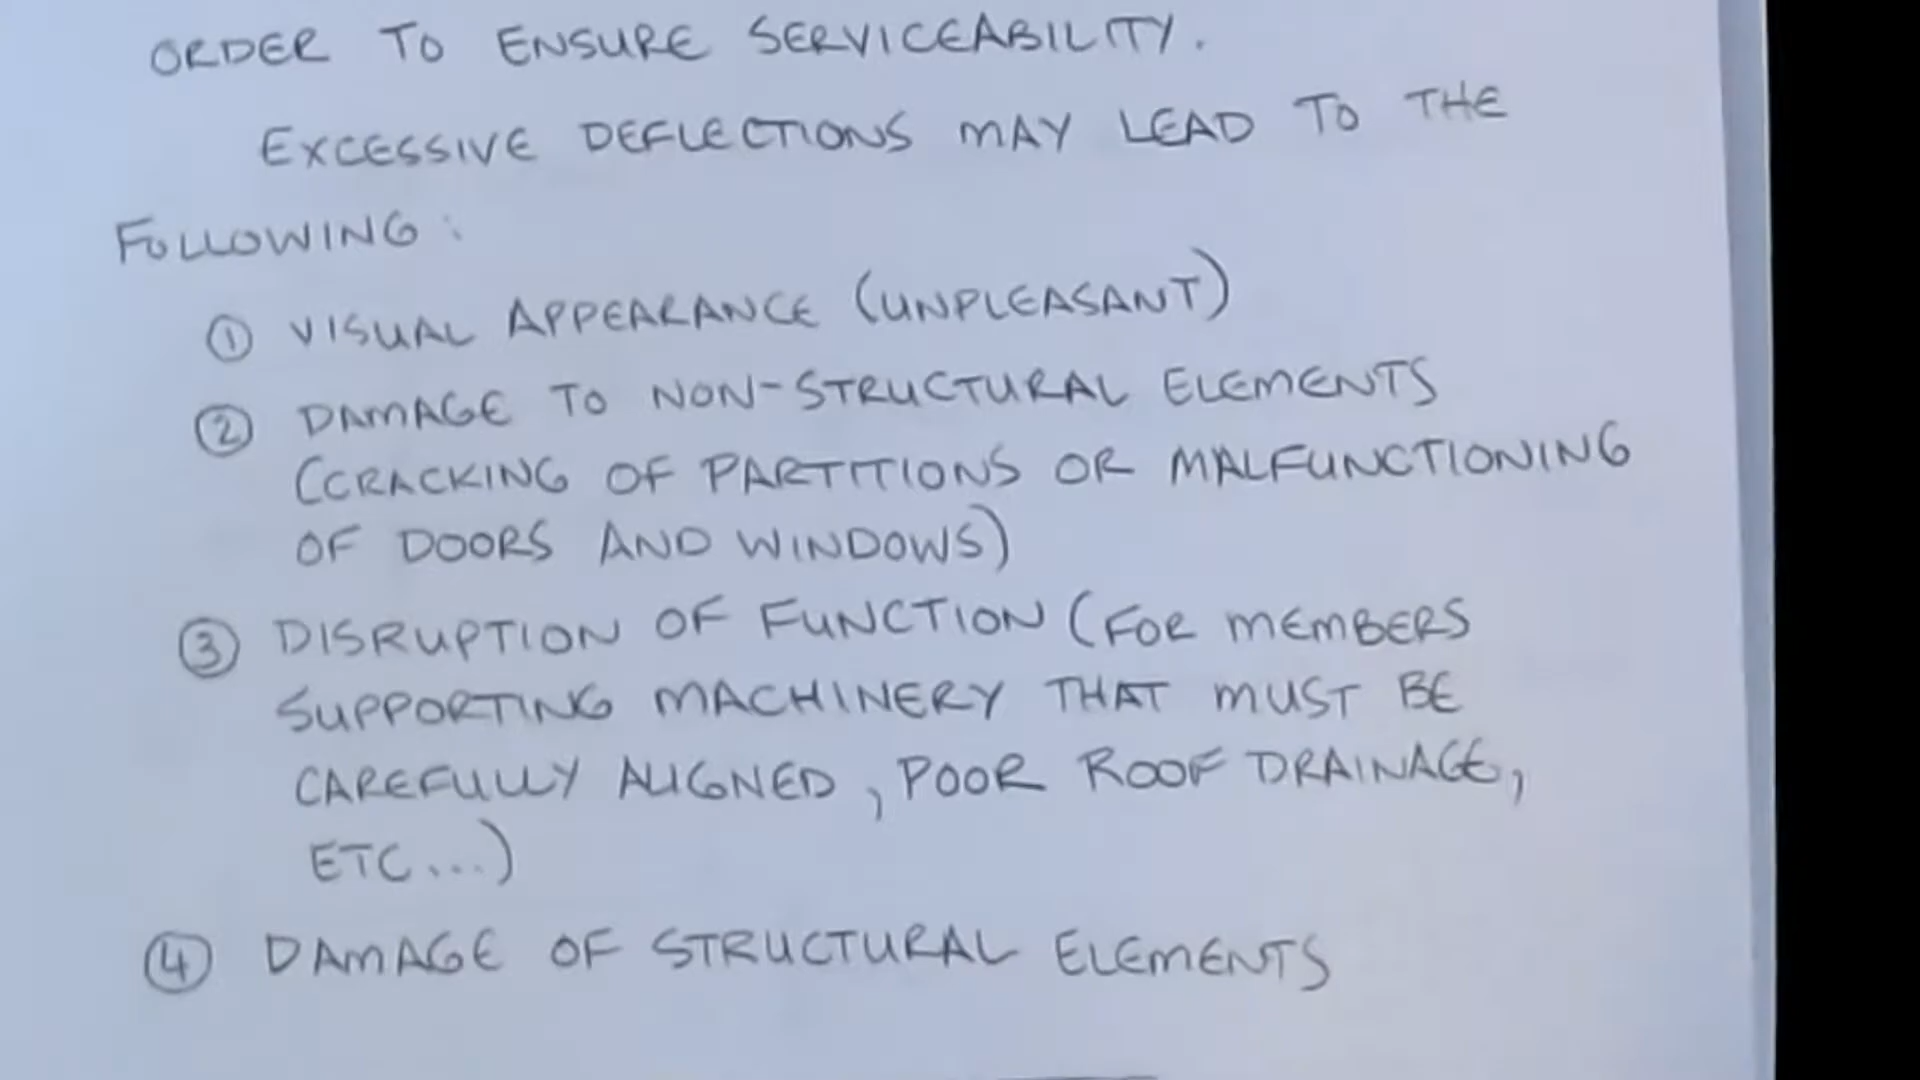 ORDER TO ENSURE SERVICEABILITY.
EXCESSIVE DEFLECTIONS MAY LEAD TO THE
FOLLOWING:
① VISUAL APPEARANCE (UNPLEASANT)
② DAMAGE TO NON-STRUCTURAL ELEMENTS
(CRACKING OF PARTITIONS OR MALFUNCTIONING
OF DOORS AND WINDOWS)
③ DISRUPTION OF FUNCTION (FOR MEMBERS
SUPPORTING MACHINERY THAT MUST BE
CAREFULLY ALIGNED, POOR ROOF DRAINAGE,
ETC...)
④ DAMAGE OF STRUCTURAL ELEMENTS